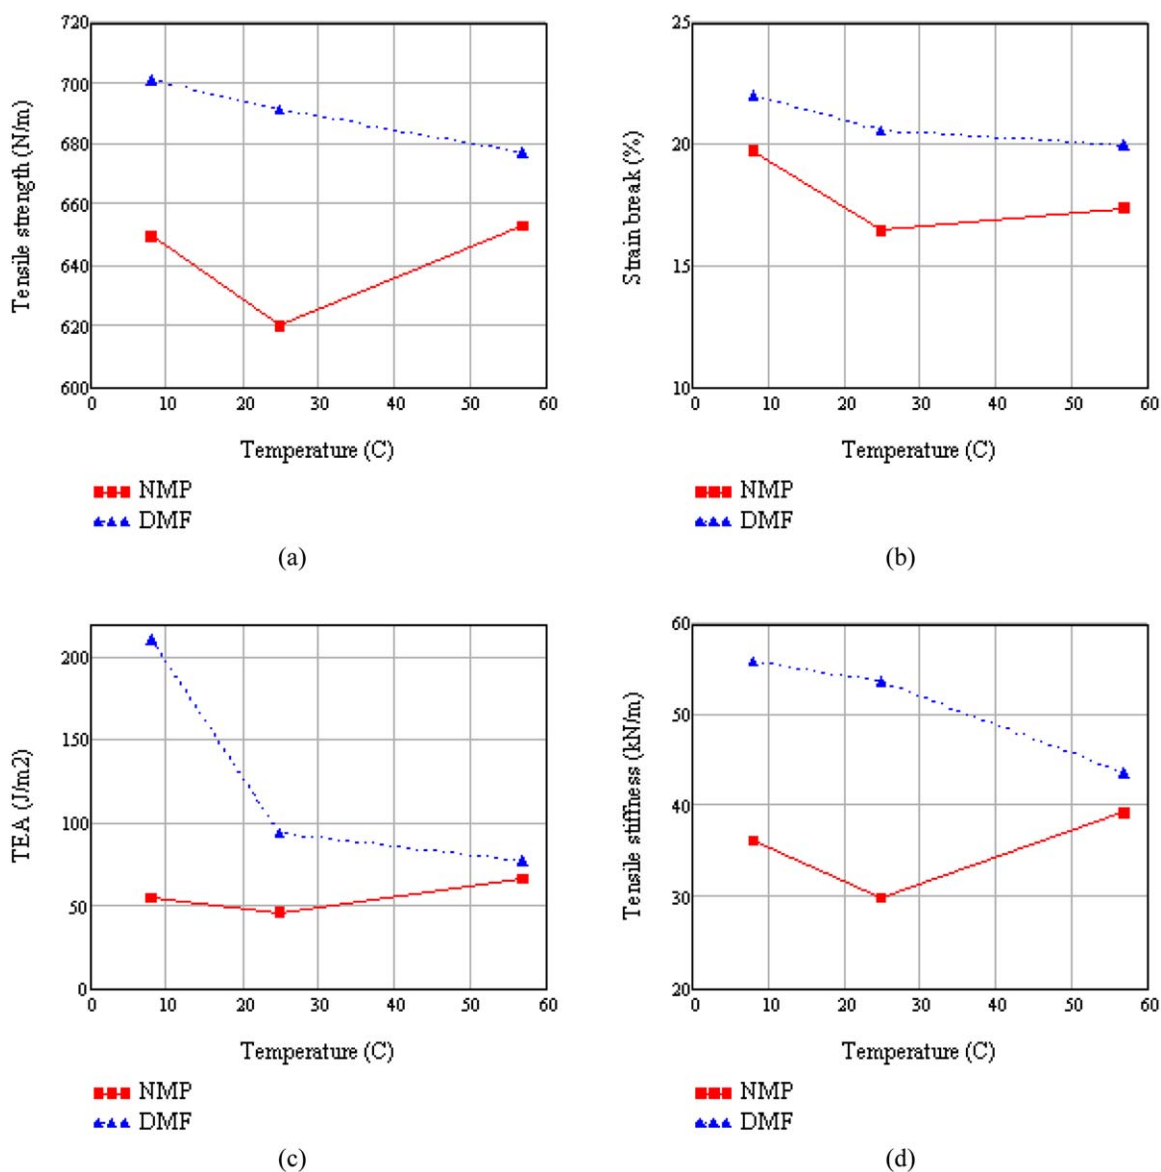 720
700
680
660
640
620
600
Tensile strength (N/m)
0 10 20 30 40 50 60
Temperature (C)
NMP
DMF
(a)
25
20
15
10
Strain break (%)
0 10 20 30 40 50 60
Temperature (C)
NMP
DMF
(b)
200
150
100
50
0
TEA (J/m2)
0 10 20 30 40 50 60
Temperature (C)
NMP
DMF
(c)
60
50
40
30
20
Tensile stiffness (kN/m)
0 10 20 30 40 50 60
Temperature (C)
NMP
DMF
(d)